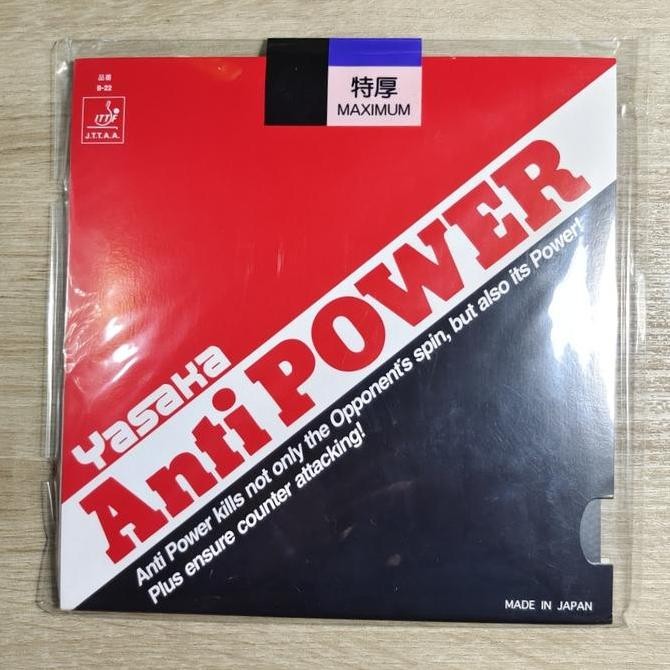 品番
B-22
ITTF
J.T.T.A.A.
特厚
MAXIMUM
Yasaka
Anti POWER
Anti Power kills not only the Opponent's spin, but also its Power!
Plus ensure counter attacking!
MADE IN JAPAN